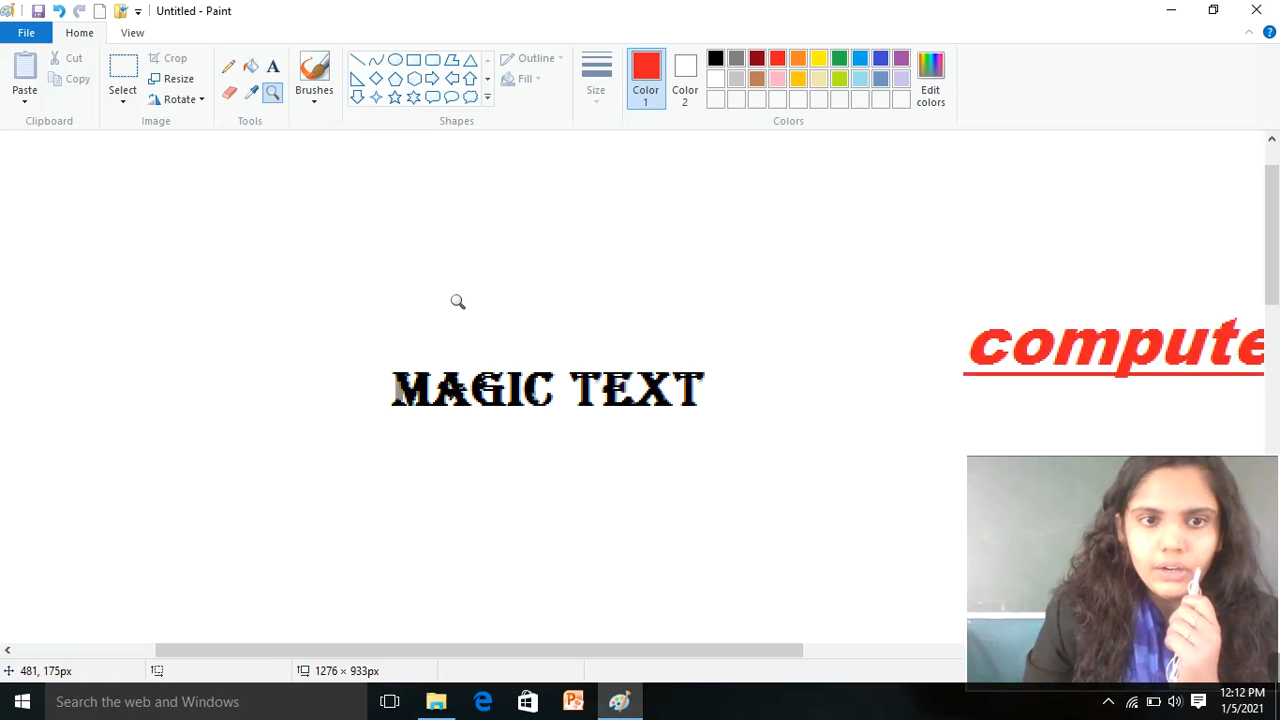 Untitled - Paint
File
Home
View
Paste
Cut
Copy
Clipboard
Select
Crop
Resize
Rotate
Image
A
Tools
Brushes
Outline
Fill
Shapes
Size
Color 1
Color 2
Edit colors
Colors
MAGIC TEXT
compute
481, 175px
1276 × 933px
Search the web and Windows
12:12 PM
1/5/2021